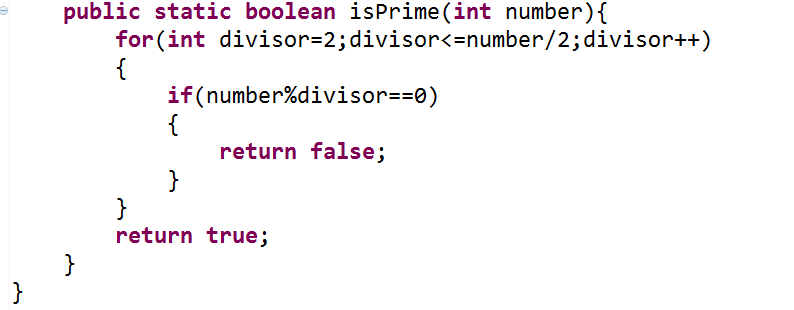 public static boolean isPrime(int number){
for(int divisor=2;divisor<=number/2;divisor++)
{
if(number%divisor==0)
{
return false;
}
}
return true;
}
}